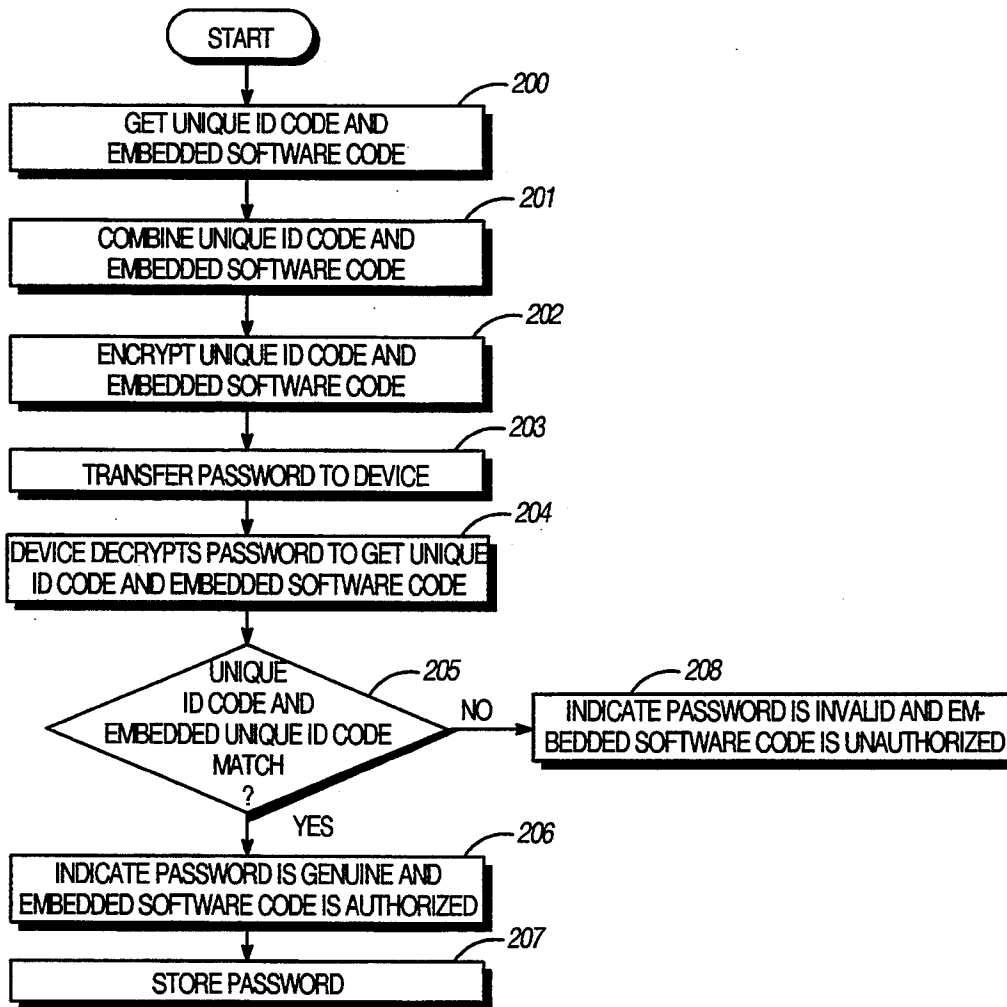 START
200
GET UNIQUE ID CODE AND
EMBEDDED SOFTWARE CODE
201
COMBINE UNIQUE ID CODE AND
EMBEDDED SOFTWARE CODE
202
ENCRYPT UNIQUE ID CODE AND
EMBEDDED SOFTWARE CODE
203
TRANSFER PASSWORD TO DEVICE
204
DEVICE DECRYPTS PASSWORD TO GET UNIQUE
ID CODE AND EMBEDDED SOFTWARE CODE
205
UNIQUE
ID CODE AND
EMBEDDED UNIQUE ID CODE
MATCH
?
NO
208
INDICATE PASSWORD IS INVALID AND EM-
BEDDED SOFTWARE CODE IS UNAUTHORIZED
YES
206
INDICATE PASSWORD IS GENUINE AND
EMBEDDED SOFTWARE CODE IS AUTHORIZED
207
STORE PASSWORD